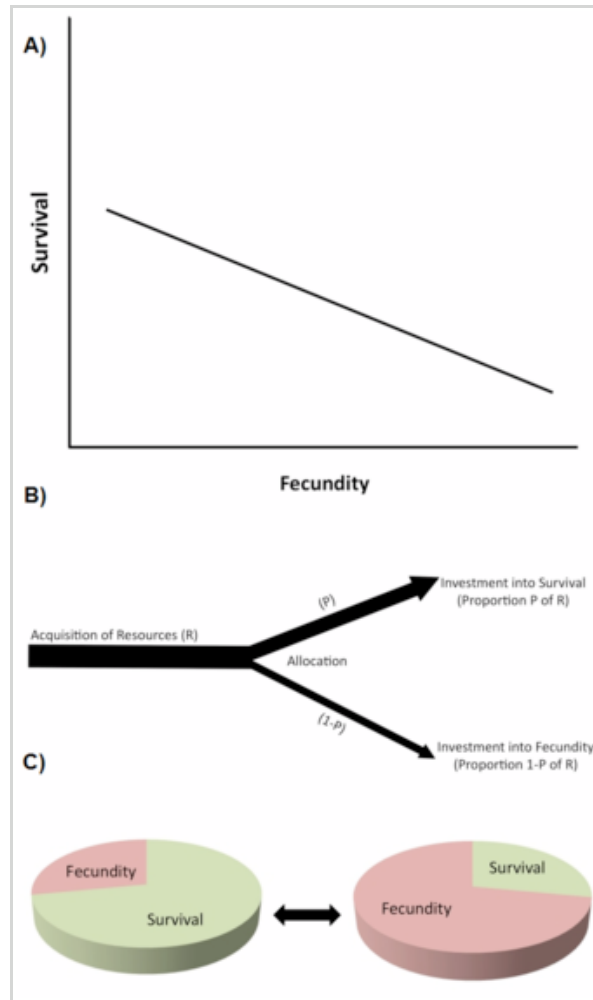 A)
Survival
Fecundity
B)
(P)
Investment into Survival
(Proportion P of R)
Acquisition of Resources (R)
Allocation
(1-P)
Investment into Fecundity
(Proportion 1-P of R)
C)
Fecundity
Survival
Survival
Fecundity